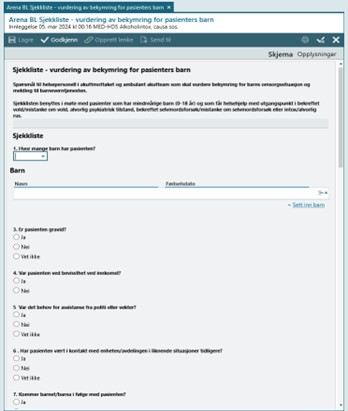 Arena BL Sjekkliste - vurdering av bekymring for pasienters barn ×
Arena BL Sjekkliste - vurdering av bekymring for pasientens barn
Innleggelse 05. mar 2024 kl 00:16 MED-IHDS Alkoholintox, causa sos.
Lagre Godkjenn Opprett lenke Send til
Skjema Opplysninger
Sjekkliste - vurdering av bekymring for pasienters barn
Spørsmål til helsepersonell i akuttmottaket og ambulant akutteam som skal vurdere bekymring for barns omsorgssituasjon og
melding til barneverntjenesten.
Sjekklisten benyttes i møte med pasienter som har mindreårige barn (0-18 år) og som får helsehjelp med utgangspunkt i bekreftet
vold/mistanke om vold, alvorlig psykiatrisk tilstand, bekreftet selvmordsforsøk/mistanke om selvmordsforsøk eller intox/alvorlig
rus.
Sjekkliste
1. Hvor mange barn har pasienten?
Barn
Navn Fødselsdato
+ Sett inn barn
3. Er pasienten gravid?
Ja
Nei
Vet ikke
4. Var pasienten ved bevissthet ved innkomst?
Ja
Nei
5. Var det behov for assistanse fra politi eller vekter?
Ja
Nei
Vet ikke
6. Har pasienten vært i kontakt med enheten/avdelingen i liknende situasjoner tidligere?
Ja
Nei
Vet ikke
7. Kommer barnet/barna i følge med pasienten?
Ja